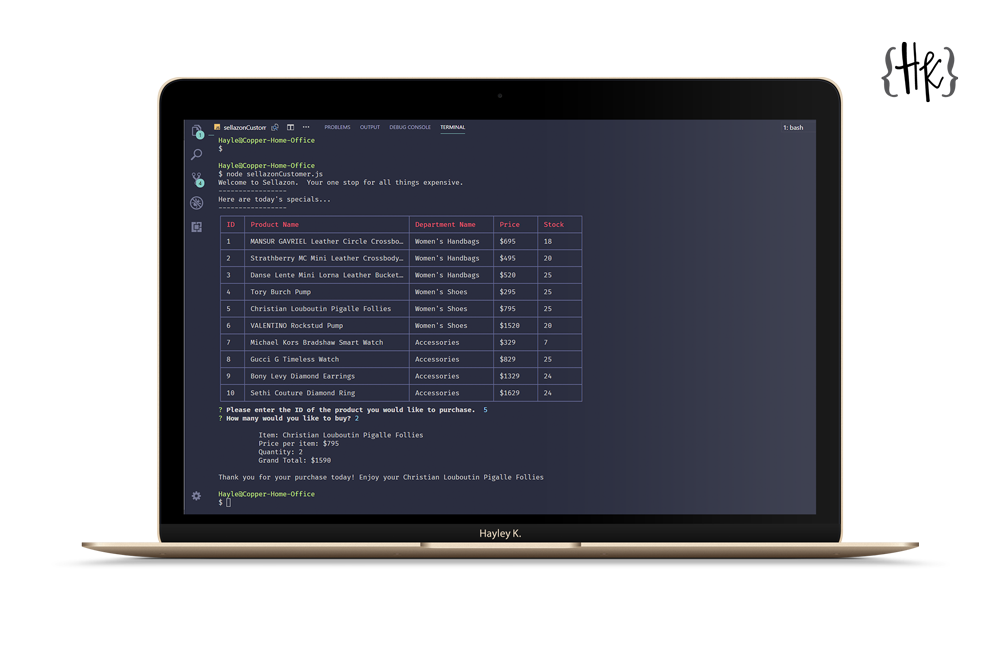 {HK}
sellazonCustom ··· PROBLEMS OUTPUT DEBUG CONSOLE TERMINAL 1: bash
1
4
Hayle@Copper-Home-Office
$
Hayle@Copper-Home-Office
$ node sellazonCustomer.js
Welcome to Sellazon.  Your one stop for all things expensive.
-----------------
Here are today's specials...
-----------------
ID Product Name Department Name Price Stock
1 MANSUR GAVRIEL Leather Circle Crossbo… Women's Handbags $695 18
2 Strathberry MC Mini Leather Crossbody… Women's Handbags $495 20
3 Danse Lente Mini Lorna Leather Bucket… Women's Handbags $520 25
4 Tory Burch Pump Women's Shoes $295 25
5 Christian Louboutin Pigalle Follies Women's Shoes $795 25
6 VALENTINO Rockstud Pump Women's Shoes $1520 20
7 Michael Kors Bradshaw Smart Watch Accessories $329 7
8 Gucci G Timeless Watch Accessories $829 25
9 Bony Levy Diamond Earrings Accessories $1329 24
10 Sethi Couture Diamond Ring Accessories $1629 24
? Please enter the ID of the product you would like to purchase.  5
? How many would you like to buy? 2
Item: Christian Louboutin Pigalle Follies
Price per item: $795
Quantity: 2
Grand Total: $1590
Thank you for your purchase today! Enjoy your Christian Louboutin Pigalle Follies
Hayle@Copper-Home-Office
$
Hayley K.